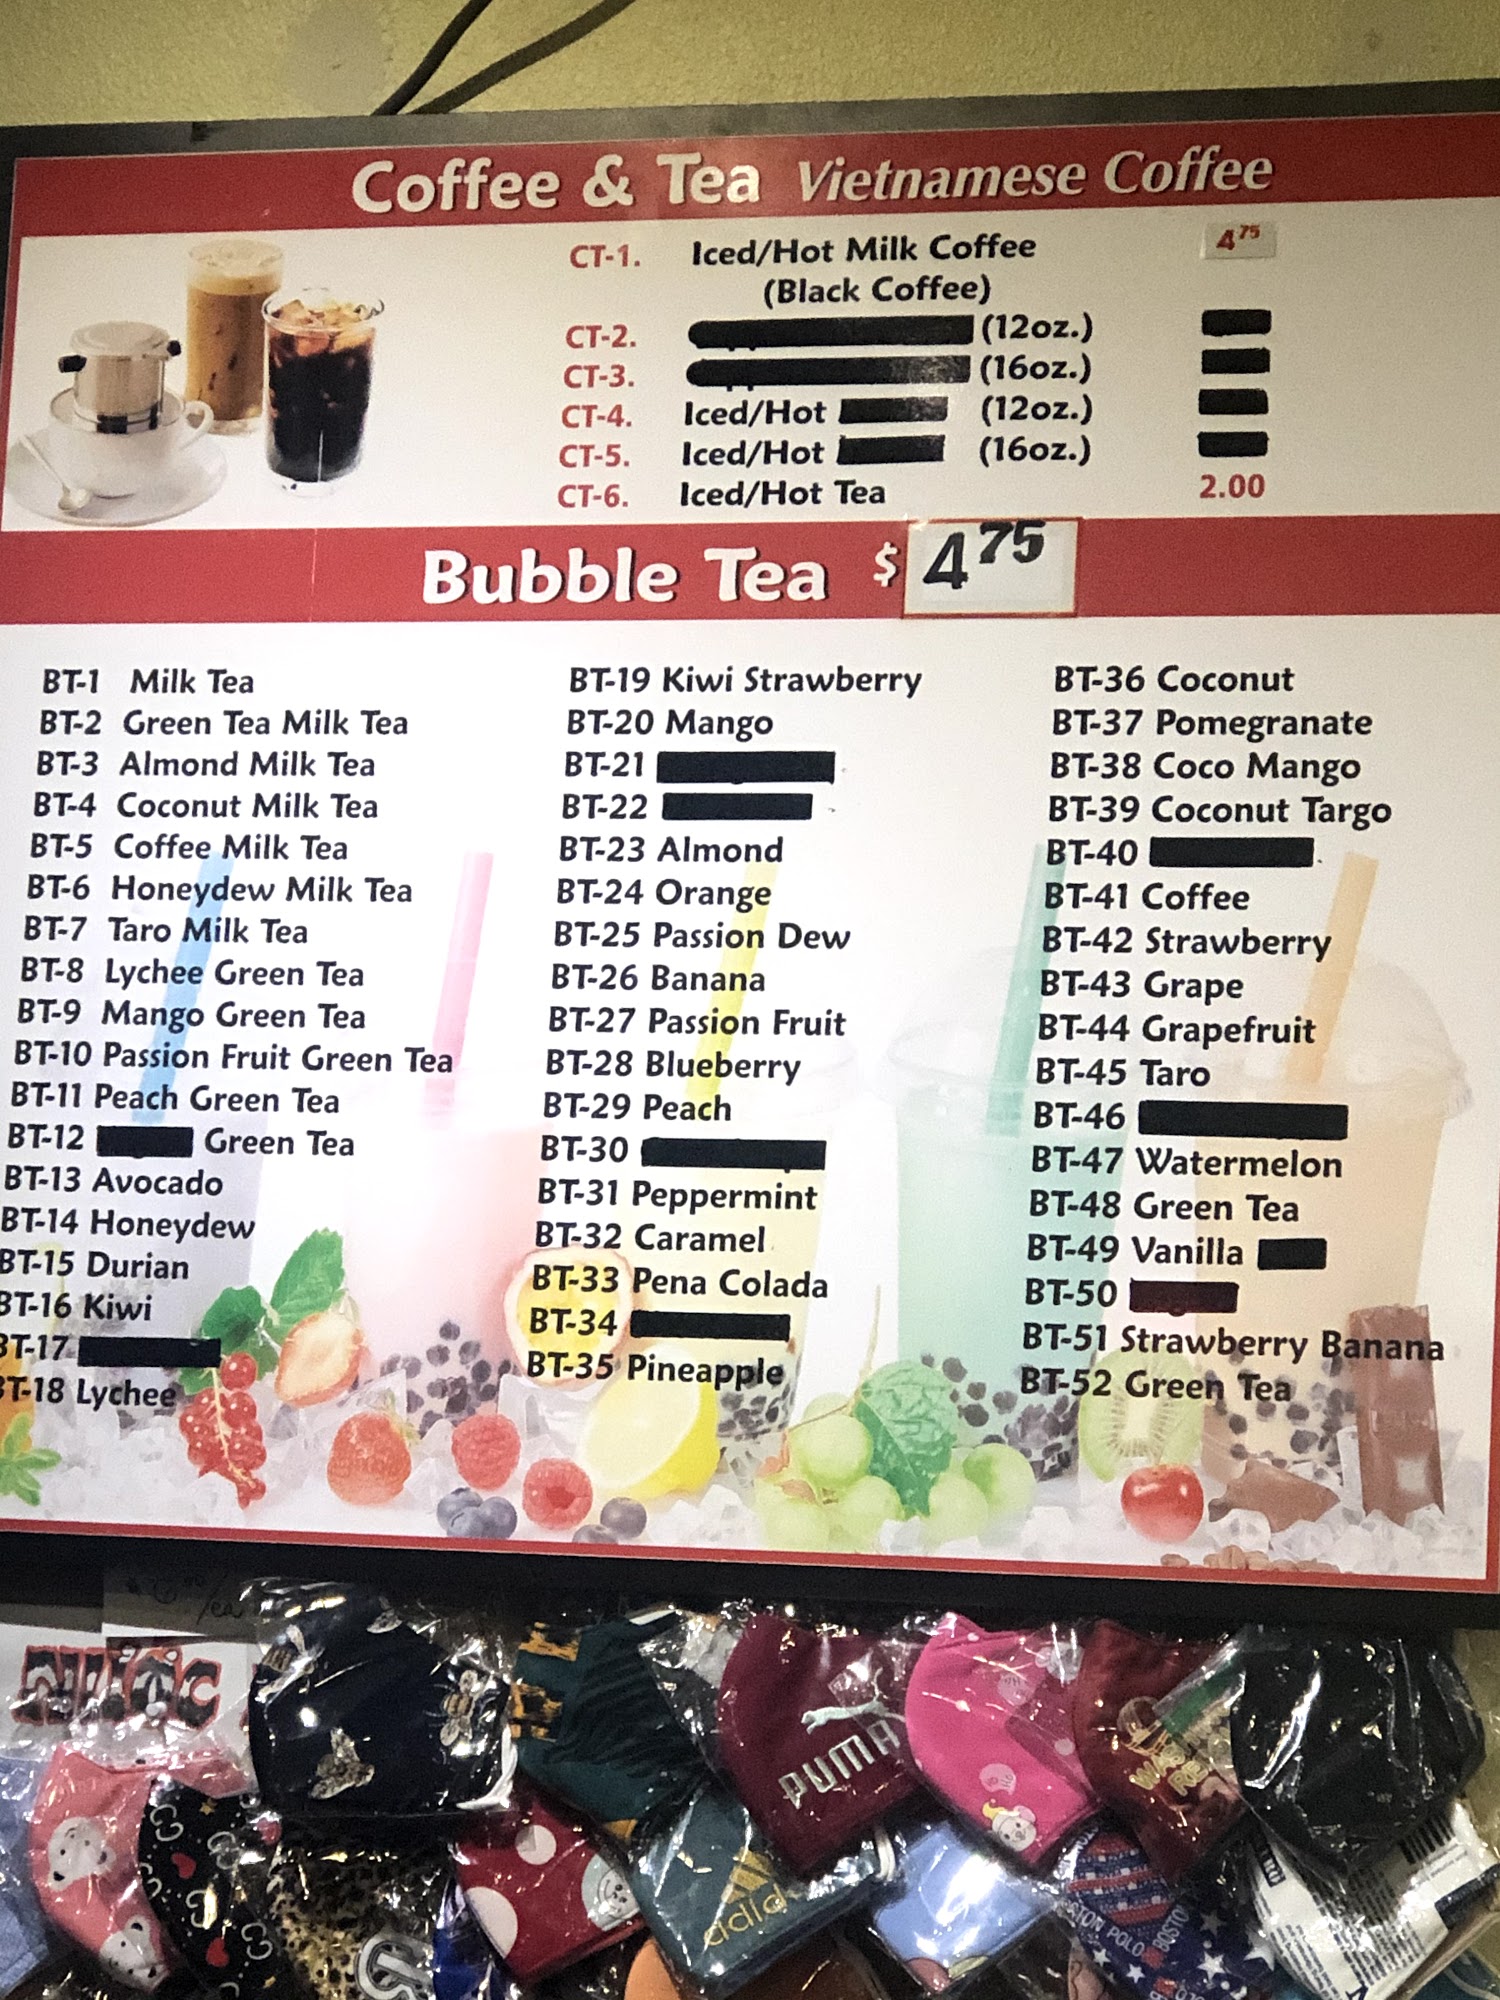 Coffee & Tea Vietnamese Coffee
CT-1. Iced/Hot Milk Coffee 4 75
(Black Coffee)
CT-2. (12oz.)
CT-3. (16oz.)
CT-4. Iced/Hot (12oz.)
CT-5. Iced/Hot (16oz.)
CT-6. Iced/Hot Tea 2.00
Bubble Tea $ 4 75
BT-1 Milk Tea
BT-2 Green Tea Milk Tea
BT-3 Almond Milk Tea
BT-4 Coconut Milk Tea
BT-5 Coffee Milk Tea
BT-6 Honeydew Milk Tea
BT-7 Taro Milk Tea
BT-8 Lychee Green Tea
BT-9 Mango Green Tea
BT-10 Passion Fruit Green Tea
BT-11 Peach Green Tea
BT-12 Green Tea
BT-13 Avocado
BT-14 Honeydew
BT-15 Durian
BT-16 Kiwi
BT-17
BT-18 Lychee
BT-19 Kiwi Strawberry
BT-20 Mango
BT-21
BT-22
BT-23 Almond
BT-24 Orange
BT-25 Passion Dew
BT-26 Banana
BT-27 Passion Fruit
BT-28 Blueberry
BT-29 Peach
BT-30
BT-31 Peppermint
BT-32 Caramel
BT-33 Pena Colada
BT-34
BT-35 Pineapple
BT-36 Coconut
BT-37 Pomegranate
BT-38 Coco Mango
BT-39 Coconut Targo
BT-40
BT-41 Coffee
BT-42 Strawberry
BT-43 Grape
BT-44 Grapefruit
BT-45 Taro
BT-46
BT-47 Watermelon
BT-48 Green Tea
BT-49 Vanilla
BT-50
BT-51 Strawberry Banana
BT-52 Green Tea
PUMA
adidas
POLO